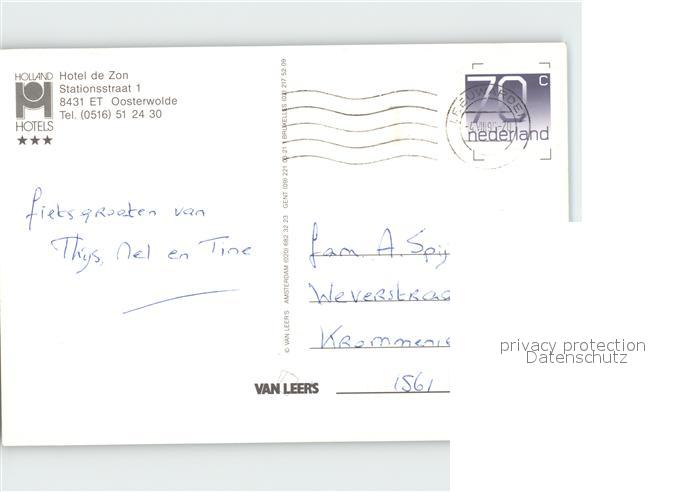 HOLLAND
HOTELS
Hotel de Zon
Stationsstraat 1
8431 ET Oosterwolde
Tel. (0516) 51 24 30
fietsgroeten van
Thijs, Nel en Tine
© VAN LEER'S AMSTERDAM (020) 682 32 23 GENT (09) 221 00 21 BRUXELLES (02) 217 52 09
VAN LEERS
LEEUWARDEN
70 c
nederland
fam. A. Spij
Weverstraa
Krommenie
1561
privacy protection
Datenschutz